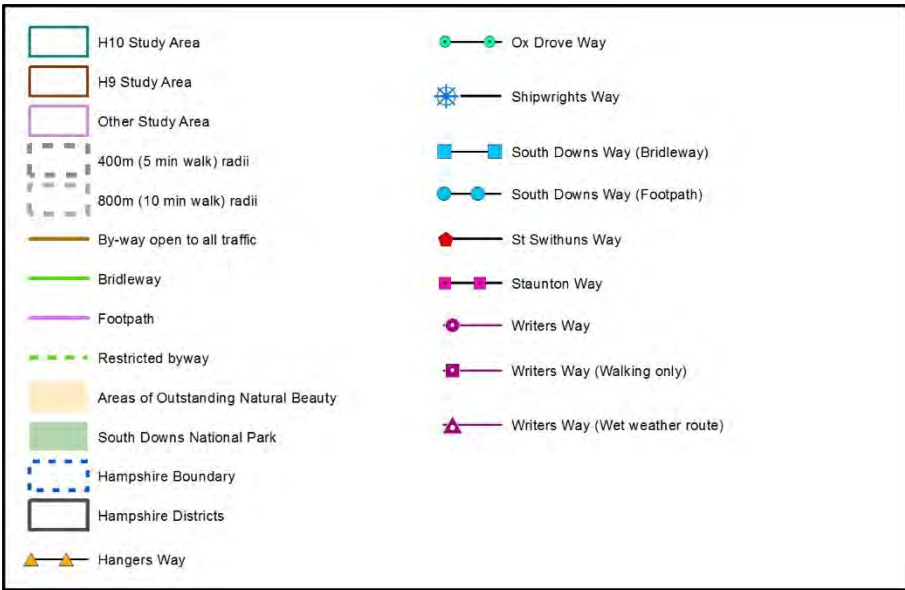 H10 Study Area
H9 Study Area
Other Study Area
400m (5 min walk) radii
800m (10 min walk) radii
By-way open to all traffic
Bridleway
Footpath
Restricted byway
Areas of Outstanding Natural Beauty
South Downs National Park
Hampshire Boundary
Hampshire Districts
Hangers Way
Ox Drove Way
Shipwrights Way
South Downs Way (Bridleway)
South Downs Way (Footpath)
St Swithuns Way
Staunton Way
Writers Way
Writers Way (Walking only)
Writers Way (Wet weather route)